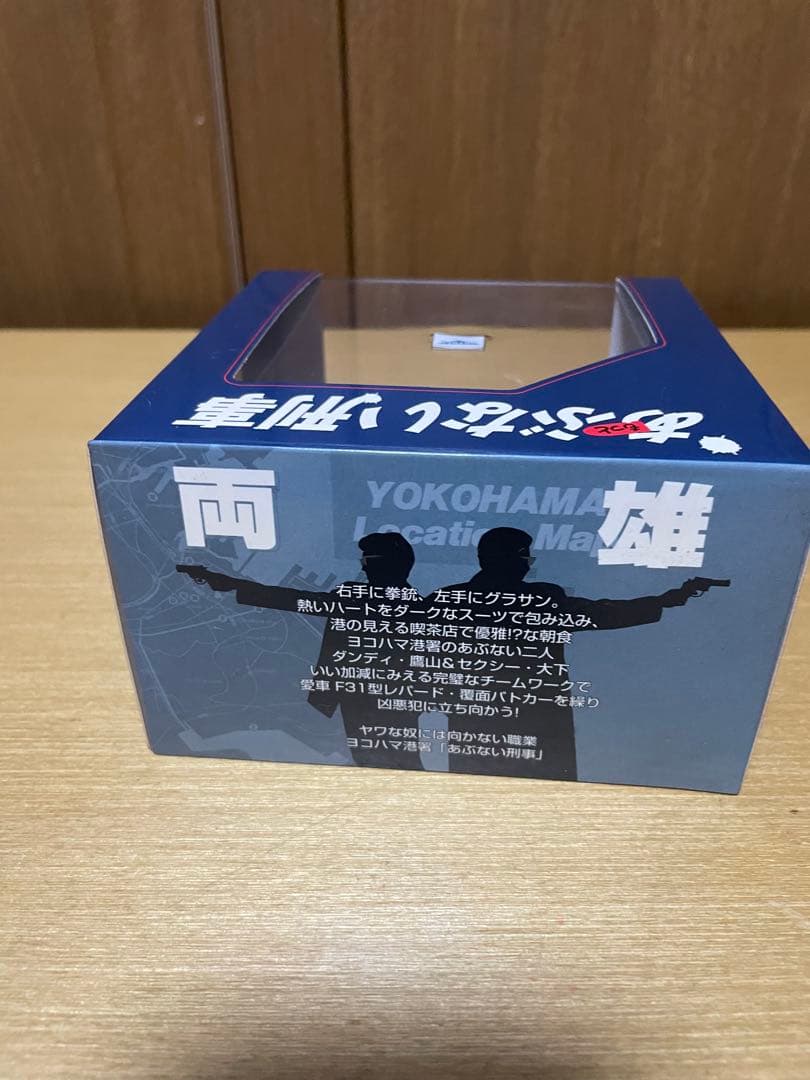 もっと
あぶない刑事
両雄
YOKOHAMA
Location Map
右手に拳銃、左手にグラサン。
熱いハートをダークなスーツで包み込み、
港の見える喫茶店で優雅!?な朝食
ヨコハマ港署のあぶない二人
ダンディ・鷹山&セクシー・大下
いい加減にみえる完璧なチームワークで
愛車 F31型レパード・覆面パトカーを繰り
凶悪犯に立ち向かう!
ヤワな奴には向かない職業
ヨコハマ港署「あぶない刑事」